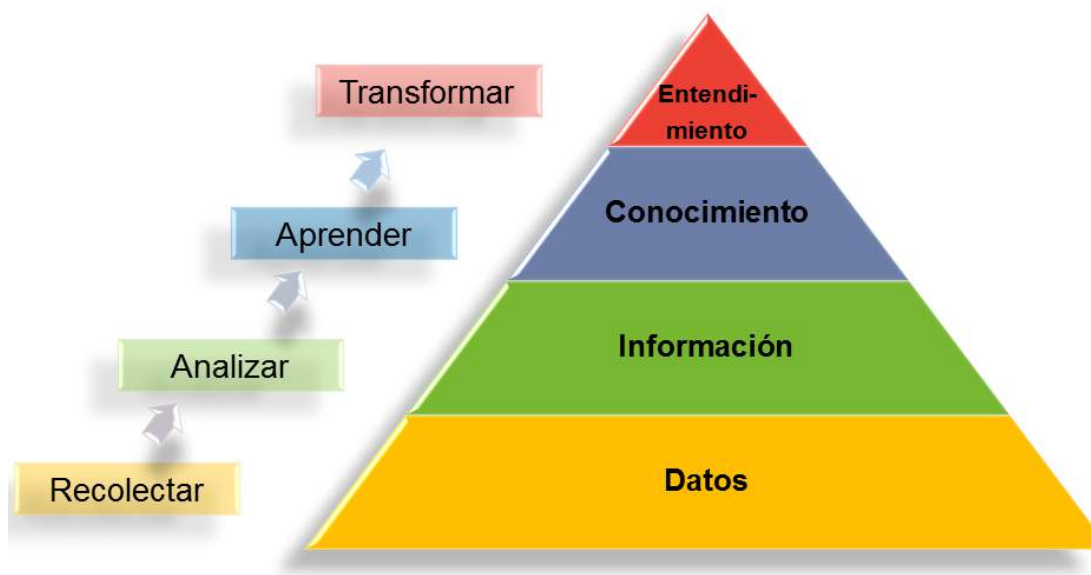 Transformar
Entendi-
miento
Aprender
Conocimiento
Analizar
Información
Recolectar
Datos